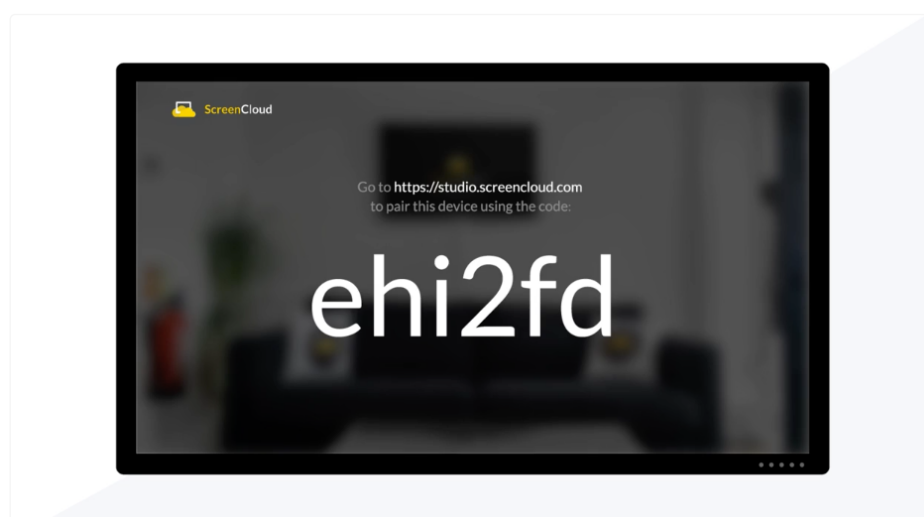 ScreenCloud
Go to https://studio.screencloud.com
to pair this device using the code:
ehi2fd